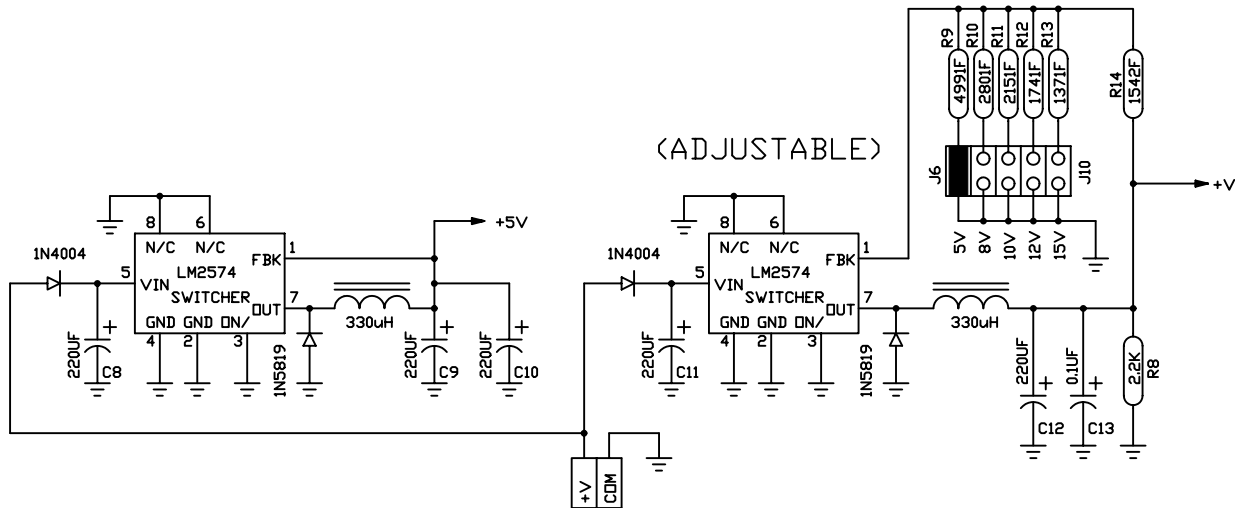 (ADJUSTABLE)
R9
R10
R11
R12
R13
4991F
2801F
2151F
1741F
1371F
R14
1542F
J6
J10
5V
8V
10V
12V
15V
+V
8
6
N/C N/C
1N4004
5
VIN
LM2574
SWITCHER
FBK
1
OUT
7
GND GND ON/
4
2
3
+5V
330uH
1N5819
220UF
C8
220UF
C9
220UF
C10
8
6
N/C N/C
1N4004
5
VIN
LM2574
SWITCHER
FBK
1
OUT
7
GND GND ON/
4
2
3
330uH
1N5819
220UF
C11
220UF
C12
0.1UF
C13
2.2K
R8
+V
COM